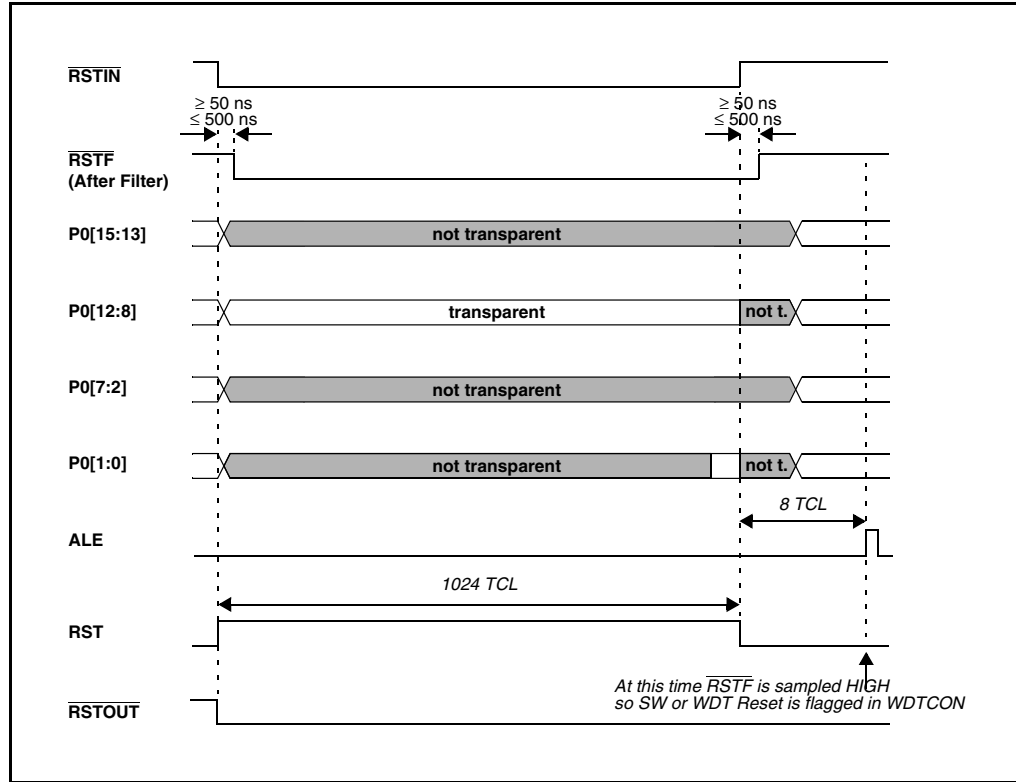 RSTIN
≥ 50 ns
≤ 500 ns
≥ 50 ns
≤ 500 ns
RSTF
(After Filter)
P0[15:13]
not transparent
P0[12:8]
transparent
not t.
P0[7:2]
not transparent
P0[1:0]
not transparent
not t.
8 TCL
ALE
1024 TCL
RST
At this time RSTF is sampled HIGH
so SW or WDT Reset is flagged in WDTCON
RSTOUT